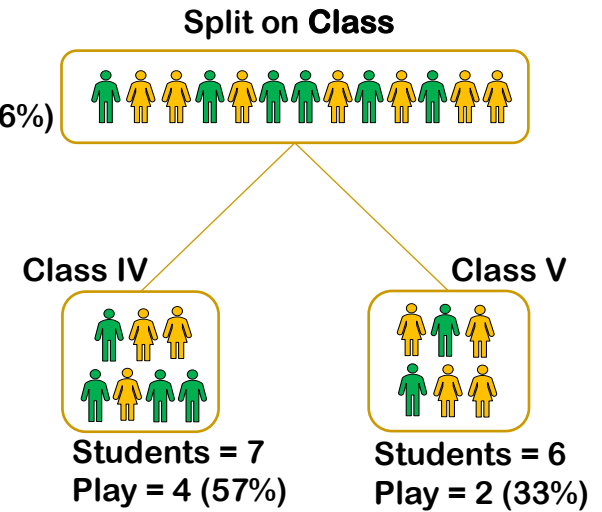 Split on Class
6%)
Class IV
Class V
Students = 7
Play = 4 (57%)
Students = 6
Play = 2 (33%)